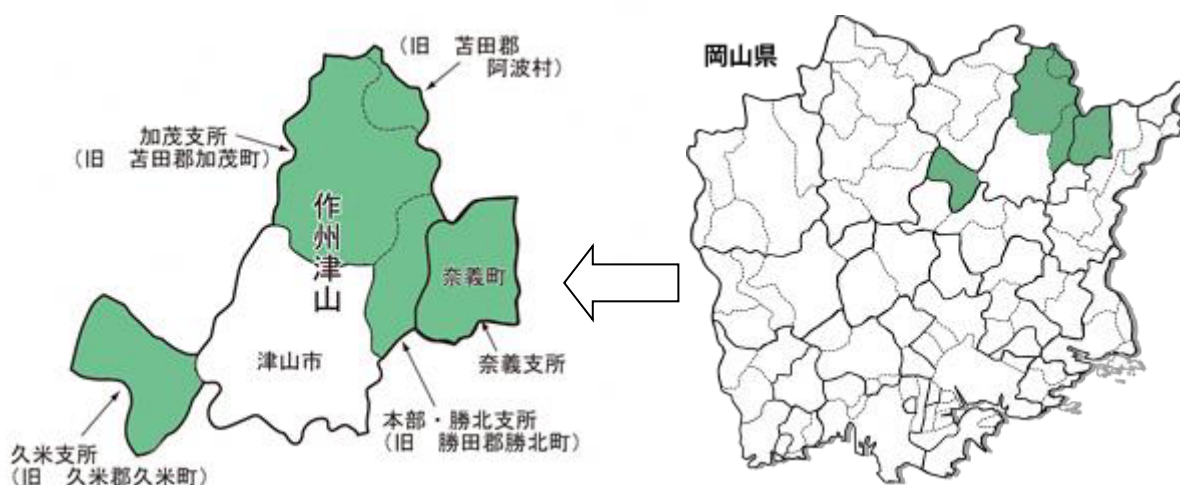 (旧 苫田郡
阿波村)
加茂支所
(旧 苫田郡加茂町)
作州津山
奈義町
津山市
奈義支所
本部・勝北支所
(旧 勝田郡勝北町)
久米支所
(旧 久米郡久米町)
岡山県